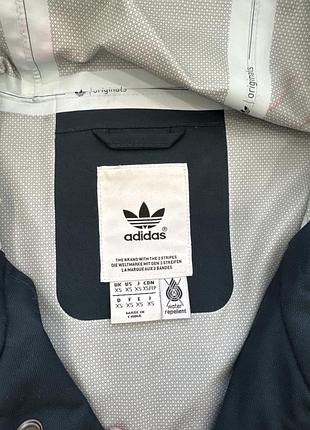 originals
originals
adidas
THE BRAND WITH THE 3 STRIPES
DIE WELTMARKE MIT DEN 3 STREIFEN
LA MARQUE AUX 3 BANDES
UK US J CDN
XS XS XS XS/TP
D F E J
XS XS XS XS
MADE IN
CHINA
water
repellent